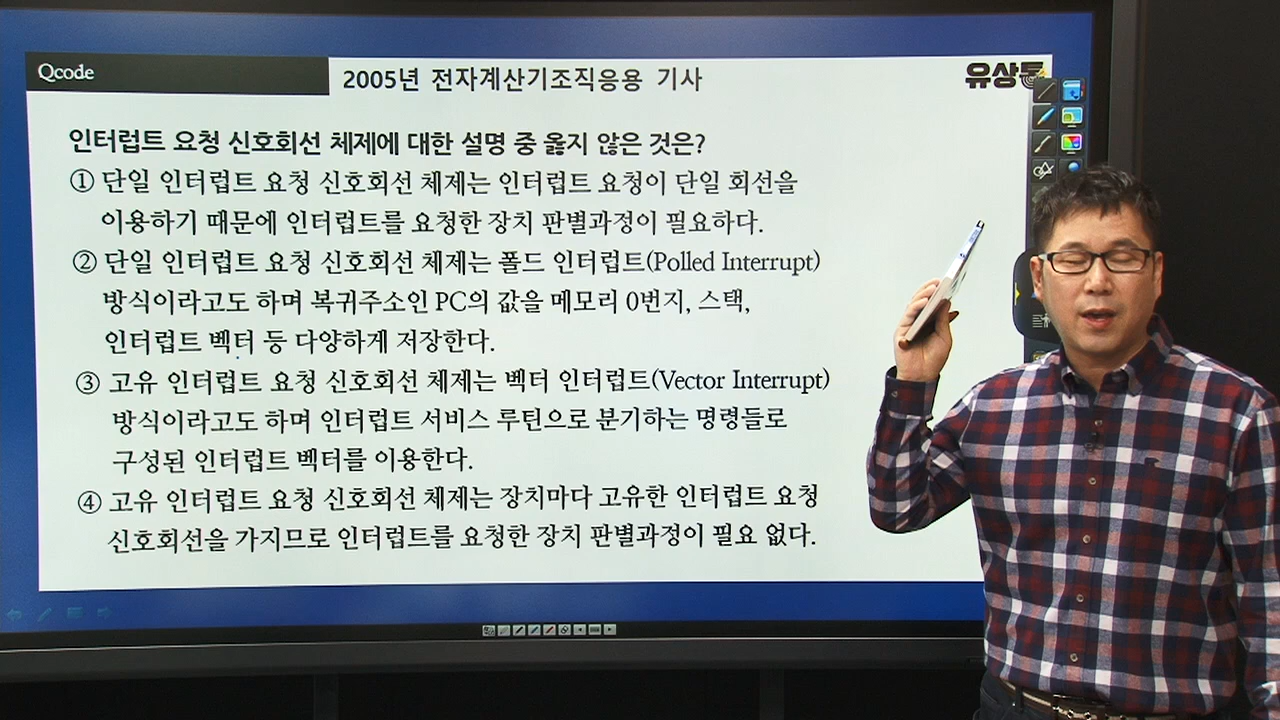 Qcode
2005년 전자계산기조직응용 기사
유상통
인터럽트 요청 신호회선 체제에 대한 설명 중 옳지 않은 것은?
① 단일 인터럽트 요청 신호회선 체제는 인터럽트 요청이 단일 회선을
이용하기 때문에 인터럽트를 요청한 장치 판별과정이 필요하다.
② 단일 인터럽트 요청 신호회선 체제는 폴드 인터럽트(Polled Interrupt)
방식이라고도 하며 복귀주소인 PC의 값을 메모리 0번지, 스택,
인터럽트 벡터 등 다양하게 저장한다.
③ 고유 인터럽트 요청 신호회선 체제는 벡터 인터럽트(Vector Interrupt)
방식이라고도 하며 인터럽트 서비스 루틴으로 분기하는 명령들로
구성된 인터럽트 벡터를 이용한다.
④ 고유 인터럽트 요청 신호회선 체제는 장치마다 고유한 인터럽트 요청
신호회선을 가지므로 인터럽트를 요청한 장치 판별과정이 필요 없다.